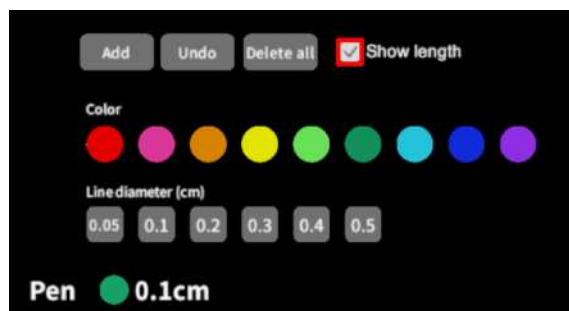 Add Undo Delete all Show length
Color
Line diameter (cm)
0.05 0.1 0.2 0.3 0.4 0.5
Pen 0.1cm